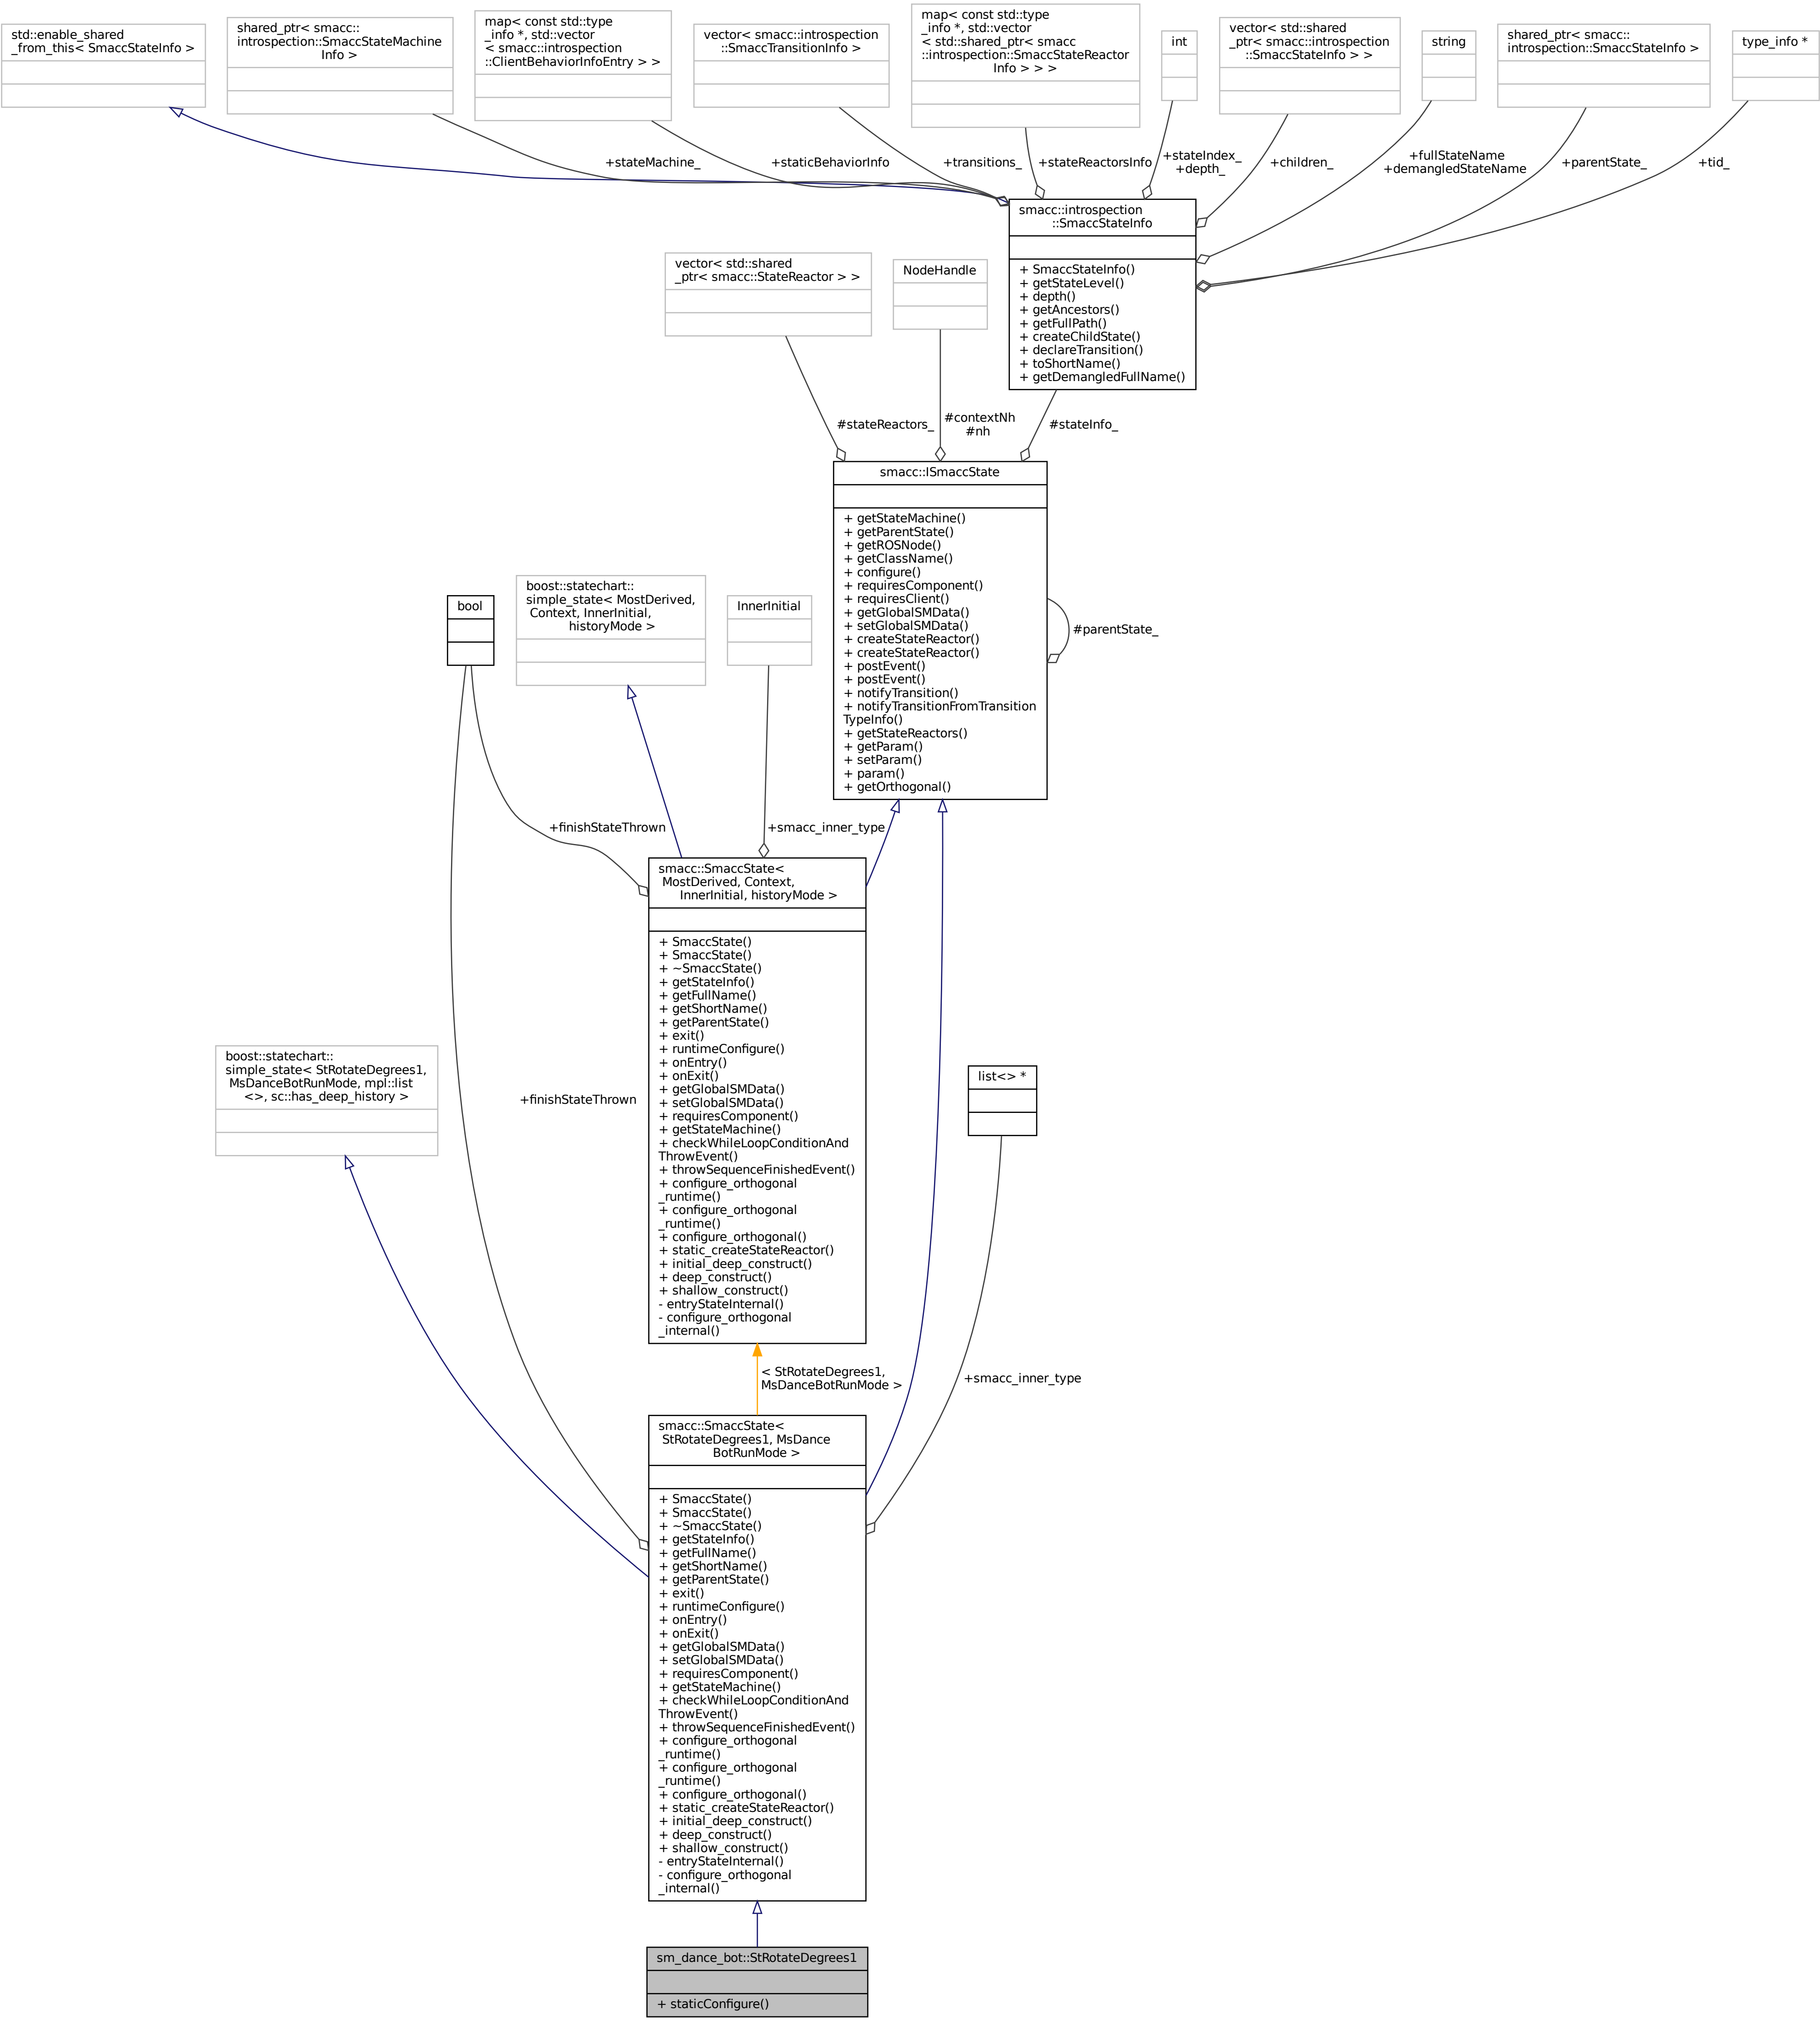 std::enable_shared
_from_this< SmaccStateInfo >
shared_ptr< smacc::
introspection::SmaccStateMachine
Info >
map< const std::type
_info *, std::vector
< smacc::introspection
::ClientBehaviorInfoEntry > >
vector< smacc::introspection
::SmaccTransitionInfo >
map< const std::type
_info *, std::vector
< std::shared_ptr< smacc
::introspection::SmaccStateReactor
Info > > >
int
vector< std::shared
_ptr< smacc::introspection
::SmaccStateInfo > >
string
shared_ptr< smacc::
introspection::SmaccStateInfo >
type_info *
+stateMachine_
+staticBehaviorInfo
+transitions_
+stateReactorsInfo
+stateIndex_
+depth_
+children_
+fullStateName
+demangledStateName
+parentState_
+tid_
smacc::introspection
::SmaccStateInfo
+ SmaccStateInfo()
+ getStateLevel()
+ depth()
+ getAncestors()
+ getFullPath()
+ createChildState()
+ declareTransition()
+ toShortName()
+ getDemangledFullName()
vector< std::shared
_ptr< smacc::StateReactor > >
NodeHandle
#stateReactors_
#contextNh
#nh
#stateInfo_
smacc::ISmaccState
+ getStateMachine()
+ getParentState()
+ getROSNode()
+ getClassName()
+ configure()
+ requiresComponent()
+ requiresClient()
+ getGlobalSMData()
+ setGlobalSMData()
+ createStateReactor()
+ createStateReactor()
+ postEvent()
+ postEvent()
+ notifyTransition()
+ notifyTransitionFromTransition
TypeInfo()
+ getStateReactors()
+ getParam()
+ setParam()
+ param()
+ getOrthogonal()
#parentState_
bool
boost::statechart::
simple_state< MostDerived,
Context, InnerInitial,
historyMode >
InnerInitial
+finishStateThrown
+smacc_inner_type
smacc::SmaccState<
MostDerived, Context,
InnerInitial, historyMode >
+ SmaccState()
+ SmaccState()
+ ~SmaccState()
+ getStateInfo()
+ getFullName()
+ getShortName()
+ getParentState()
+ exit()
+ runtimeConfigure()
+ onEntry()
+ onExit()
+ getGlobalSMData()
+ setGlobalSMData()
+ requiresComponent()
+ getStateMachine()
+ checkWhileLoopConditionAnd
ThrowEvent()
+ throwSequenceFinishedEvent()
+ configure_orthogonal
_runtime()
+ configure_orthogonal
_runtime()
+ configure_orthogonal()
+ static_createStateReactor()
+ initial_deep_construct()
+ deep_construct()
+ shallow_construct()
- entryStateInternal()
- configure_orthogonal
_internal()
boost::statechart::
simple_state< StRotateDegrees1,
MsDanceBotRunMode, mpl::list
<>, sc::has_deep_history >
+finishStateThrown
list<> *
< StRotateDegrees1,
MsDanceBotRunMode >
+smacc_inner_type
smacc::SmaccState<
StRotateDegrees1, MsDance
BotRunMode >
+ SmaccState()
+ SmaccState()
+ ~SmaccState()
+ getStateInfo()
+ getFullName()
+ getShortName()
+ getParentState()
+ exit()
+ runtimeConfigure()
+ onEntry()
+ onExit()
+ getGlobalSMData()
+ setGlobalSMData()
+ requiresComponent()
+ getStateMachine()
+ checkWhileLoopConditionAnd
ThrowEvent()
+ throwSequenceFinishedEvent()
+ configure_orthogonal
_runtime()
+ configure_orthogonal
_runtime()
+ configure_orthogonal()
+ static_createStateReactor()
+ initial_deep_construct()
+ deep_construct()
+ shallow_construct()
- entryStateInternal()
- configure_orthogonal
_internal()
sm_dance_bot::StRotateDegrees1
+ staticConfigure()